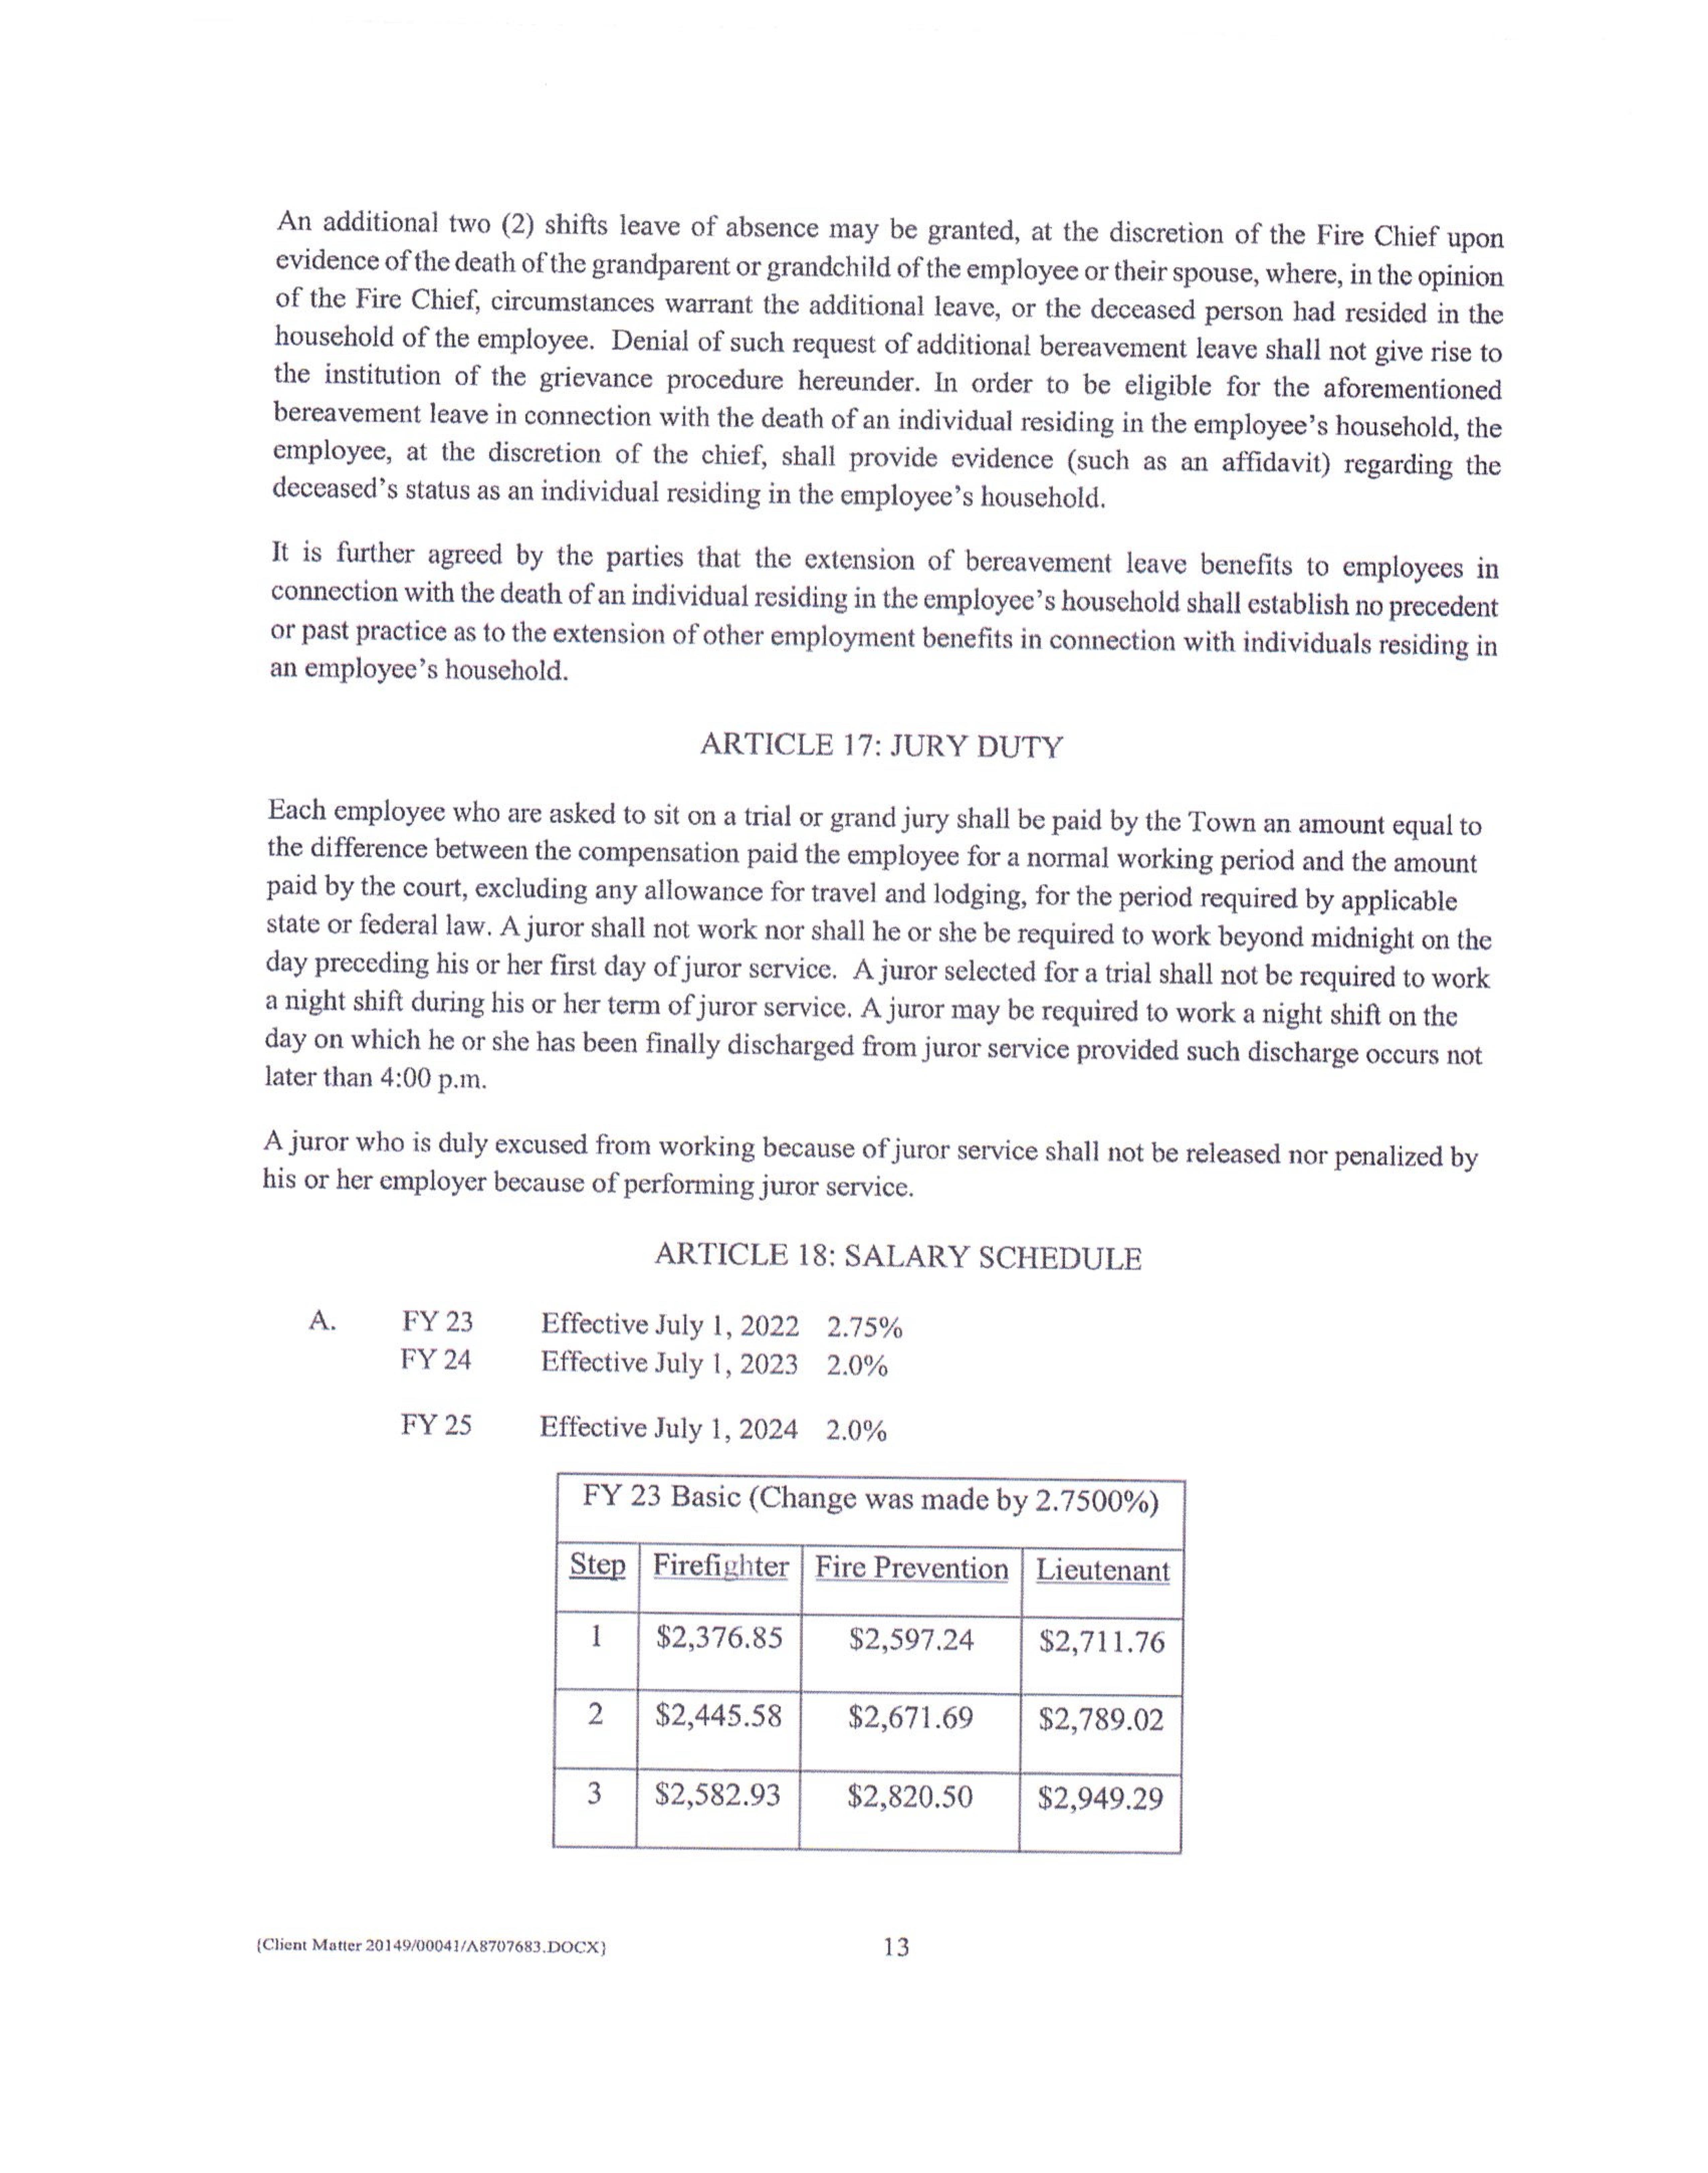 An additional two (2) shifts leave of absence may be granted, at the discretion of the Fire Chief upon
evidence of the death of the grandparent or grandchild of the employee or their spouse, where, in the opinion
of the Fire Chief, circumstances warrant the additional leave, or the deceased person had resided in the
household of the employee. Denial of such request of additional bereavement leave shall not give rise to
the institution of the grievance procedure hereunder. In order to be eligible for the aforementioned
bereavement leave in connection with the death of an individual residing in the employee's household, the
employee, at the discretion of the chief, shall provide evidence (such as an affidavit) regarding the
deceased's status as an individual residing in the employee's household.
It is further agreed by the parties that the extension of bereavement leave benefits to employees in
connection with the death of an individual residing in the employee's household shall establish no precedent
or past practice as to the extension of other employment benefits in connection with individuals residing in
an employee's household.
ARTICLE 17: JURY DUTY
Each employee who are asked to sit on a trial or grand jury shall be paid by the Town an amount equal to
the difference between the compensation paid the employee for a normal working period and the amount
paid by the court, excluding any allowance for travel and lodging, for the period required by applicable
state or federal law. A juror shall not work nor shall he or she be required to work beyond midnight on the
day preceding his or her first day of juror service. A juror selected for a trial shall not be required to work
a night shift during his or her term of juror service. A juror may be required to work a night shift on the
day on which he or she has been finally discharged from juror service provided such discharge occurs not
later than 4:00 p.m.
A juror who is duly excused from working because of juror service shall not be released nor penalized by
his or her employer because of performing juror service.
ARTICLE 18: SALARY SCHEDULE
A. FY 23 Effective July 1, 2022 2.75%
FY 24 Effective July 1, 2023 2.0%
FY 25 Effective July 1, 2024 2.0%
FY 23 Basic (Change was made by 2.7500%)
Step Firefighter Fire Prevention Lieutenant
1 $2,376.85 $2,597.24 $2,711.76
2 $2,445.58 $2,671.69 $2,789.02
3 $2,582.93 $2,820.50 $2,949.29
{Client Matter 20149/00041/A8707683.DOCX} 13